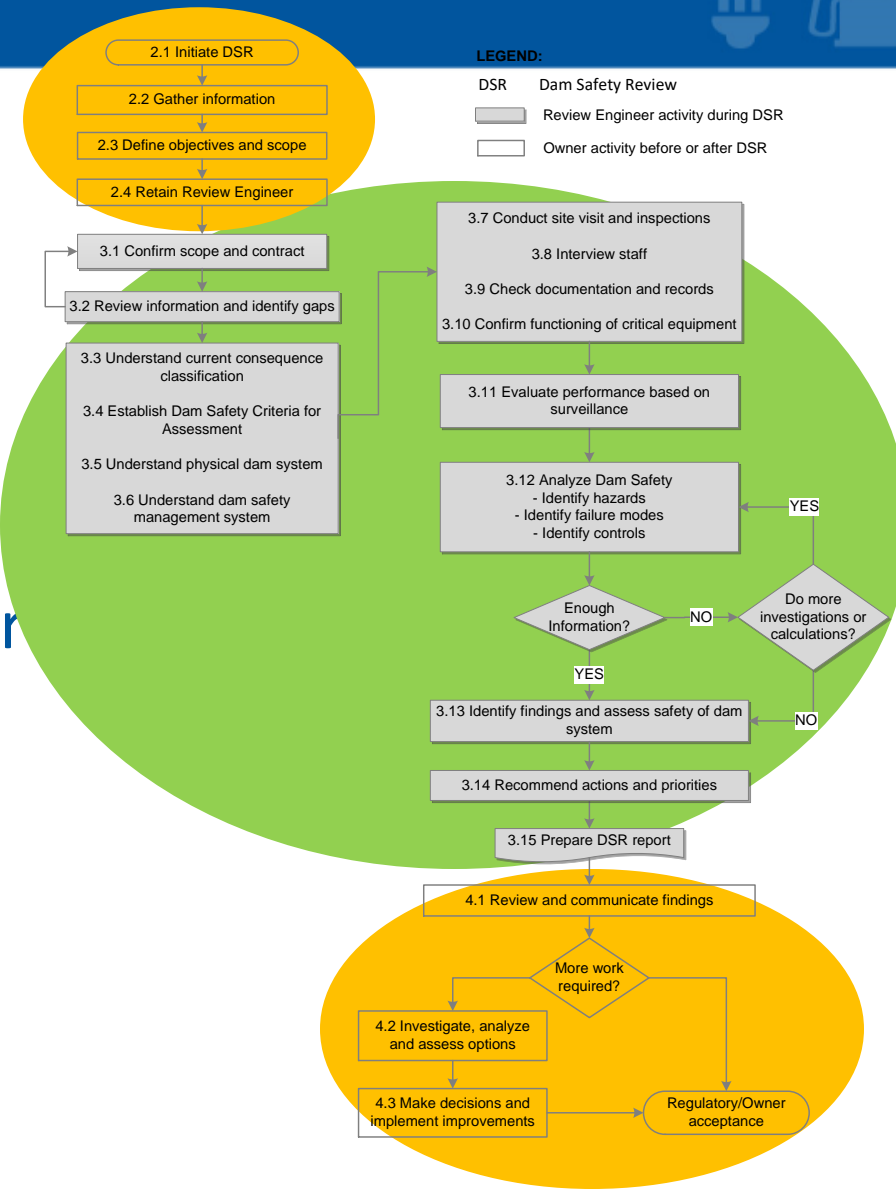 2.1 Initiate DSR
2.2 Gather information
2.3 Define objectives and scope
2.4 Retain Review Engineer
LEGEND:
DSR Dam Safety Review
Review Engineer activity during DSR
Owner activity before or after DSR
3.1 Confirm scope and contract
3.2 Review information and identify gaps
3.3 Understand current consequence
classification
3.4 Establish Dam Safety Criteria for
Assessment
3.5 Understand physical dam system
3.6 Understand dam safety
management system
3.7 Conduct site visit and inspections
3.8 Interview staff
3.9 Check documentation and records
3.10 Confirm functioning of critical equipment
3.11 Evaluate performance based on
surveillance
3.12 Analyze Dam Safety
- Identify hazards
- Identify failure modes
- Identify controls
YES
Enough
Information?
NO
Do more
investigations or
calculations?
YES
NO
3.13 Identify findings and assess safety of dam
system
3.14 Recommend actions and priorities
3.15 Prepare DSR report
4.1 Review and communicate findings
More work
required?
4.2 Investigate, analyze
and assess options
4.3 Make decisions and
implement improvements
Regulatory/Owner
acceptance